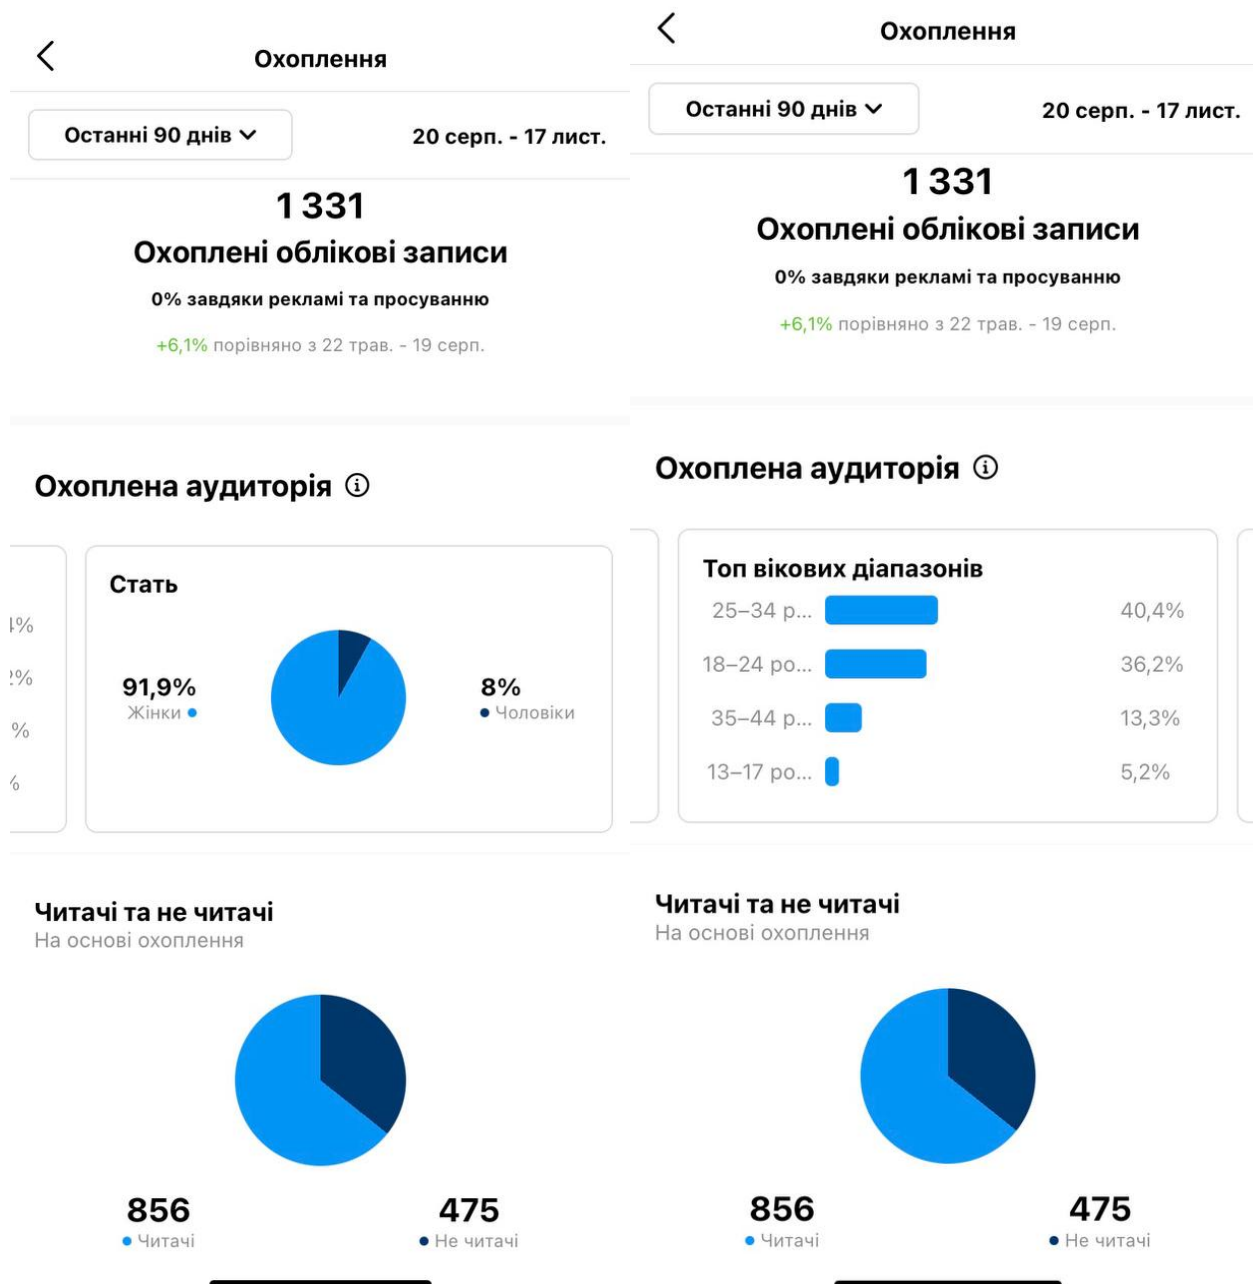 Охоплення
Останні 90 днів
20 серп. - 17 лист.
1 331
Охоплені облікові записи
0% завдяки рекламі та просуванню
+6,1% порівняно з 22 трав. - 19 серп.
Охоплена аудиторія
Стать
91,9%
Жінки
8%
Чоловіки
%
%
%
%
Читачі та не читачі
На основі охоплення
856
Читачі
475
Не читачі
Охоплення
Останні 90 днів
20 серп. - 17 лист.
1 331
Охоплені облікові записи
0% завдяки рекламі та просуванню
+6,1% порівняно з 22 трав. - 19 серп.
Охоплена аудиторія
Топ вікових діапазонів
25–34 р... 40,4%
18–24 ро... 36,2%
35–44 р... 13,3%
13–17 ро... 5,2%
Читачі та не читачі
На основі охоплення
856
Читачі
475
Не читачі